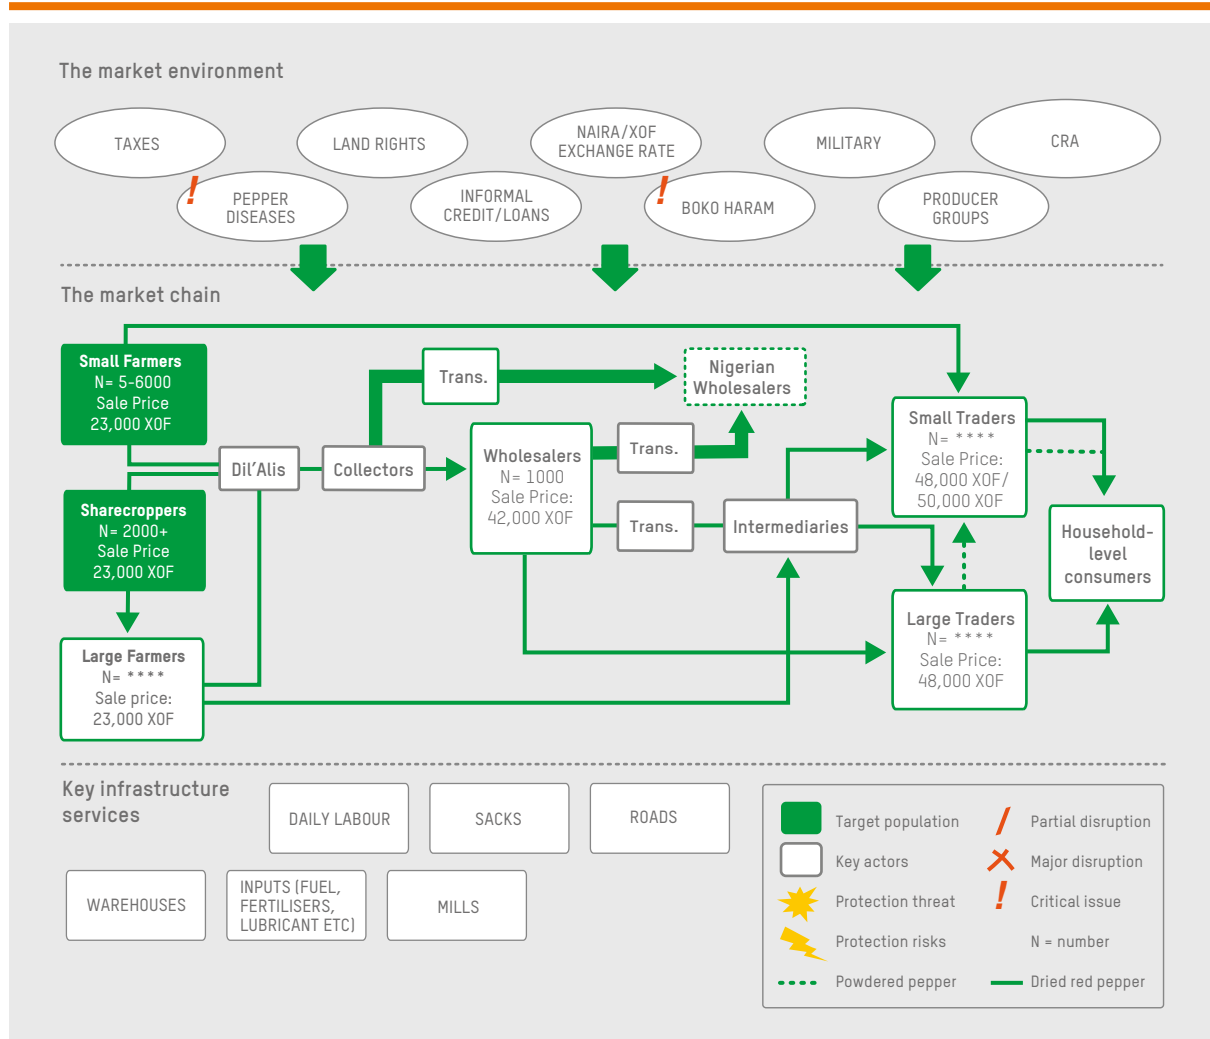 The market environment
TAXES
LAND RIGHTS
NAIRA/XOF
EXCHANGE RATE
MILITARY
CRA
!
PEPPER
DISEASES
INFORMAL
CREDIT/LOANS
!
BOKO HARAM
PRODUCER
GROUPS
The market chain
Small Farmers
N= 5-6000
Sale Price
23,000 XOF
Sharecroppers
N= 2000+
Sale Price
23,000 XOF
Large Farmers
N= ****
Sale price:
23,000 XOF
Dil'Alis
Collectors
Trans.
Nigerian
Wholesalers
Wholesalers
N= 1000
Sale Price:
42,000 XOF
Trans.
Trans.
Intermediaries
Small Traders
N= ****
Sale Price:
48,000 XOF/
50,000 XOF
Large Traders
N= ****
Sale Price:
48,000 XOF
Household-
level
consumers
Key infrastructure
services
DAILY LABOUR
SACKS
ROADS
WAREHOUSES
INPUTS (FUEL,
FERTILISERS,
LUBRICANT ETC)
MILLS
Target population
Partial disruption
Key actors
Major disruption
Protection threat
! Critical issue
Protection risks
N = number
Powdered pepper
Dried red pepper